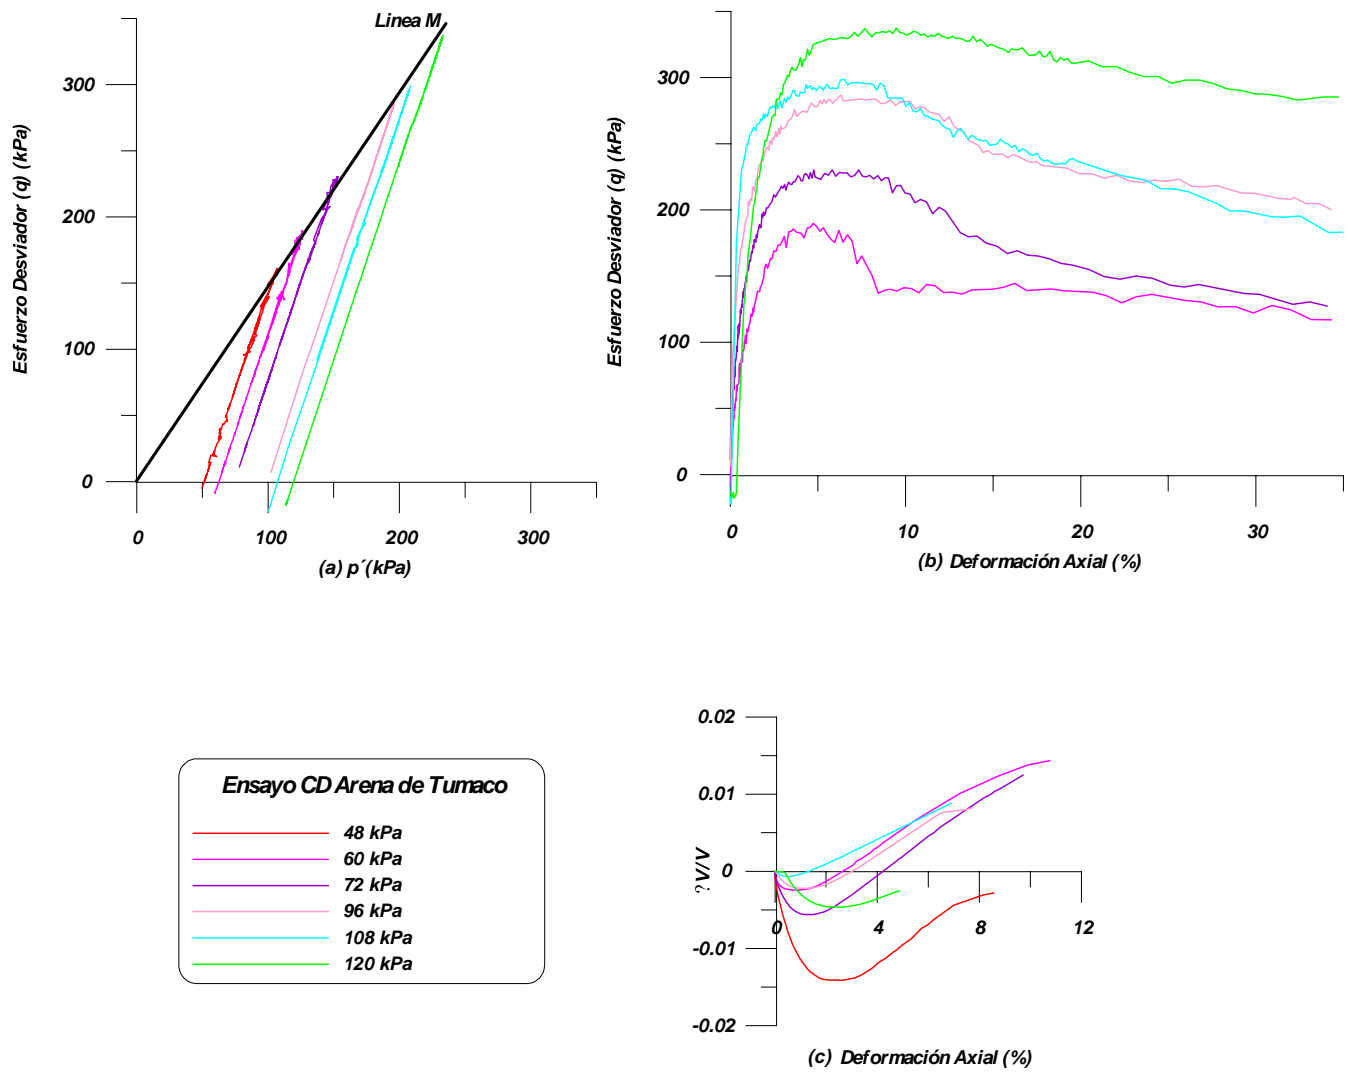 Linea M
300
200
100
0
Esfuerzo Desviador (q) (kPa)
0
100
200
300
(a) p´(kPa)
300
200
100
0
Esfuerzo Desviador (q) (kPa)
0
10
20
30
(b) Deformación Axial (%)
Ensayo CD Arena de Tumaco
48 kPa
60 kPa
72 kPa
96 kPa
108 kPa
120 kPa
0.02
0.01
0
-0.01
-0.02
?V/V
0
4
8
12
(c) Deformación Axial (%)